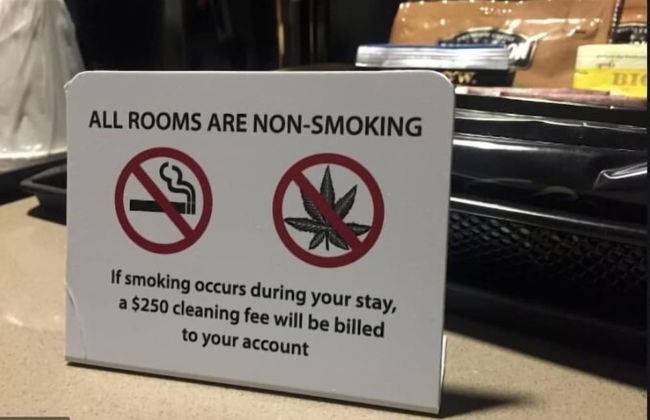 ALL ROOMS ARE NON-SMOKING
If smoking occurs during your stay,
a $250 cleaning fee will be billed
to your account